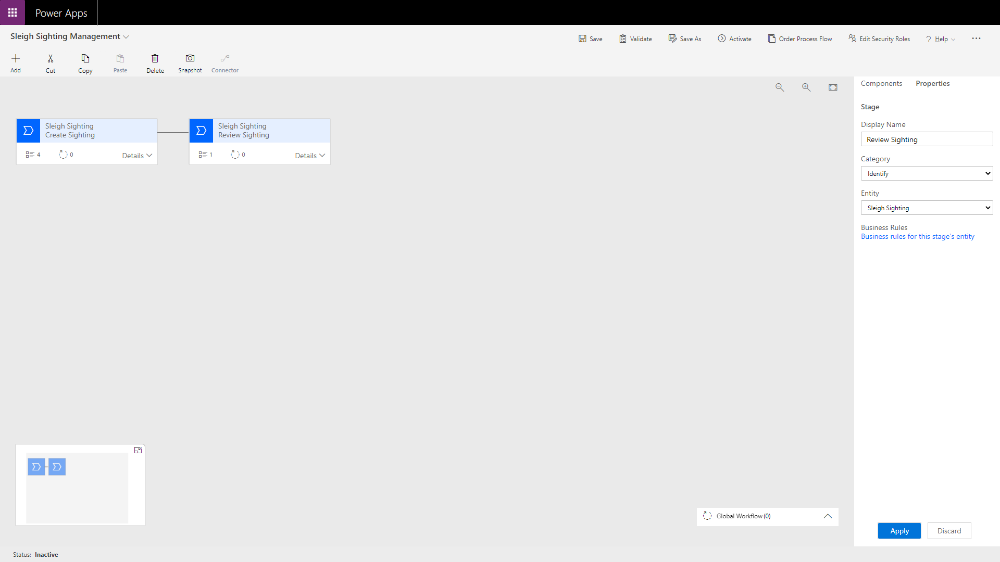 Power Apps
Sleigh Sighting Management
Save
Validate
Save As
Activate
Order Process Flow
Edit Security Roles
? Help
...
Add
Cut
Copy
Paste
Delete
Snapshot
Connector
Components
Properties
Sleigh Sighting
Create Sighting
4
0
Details
Sleigh Sighting
Review Sighting
1
0
Details
Stage
Display Name
Review Sighting
Category
Identify
Entity
Sleigh Sighting
Business Rules
Business rules for this stage's entity
Global Workflow (0)
Apply
Discard
Status: Inactive